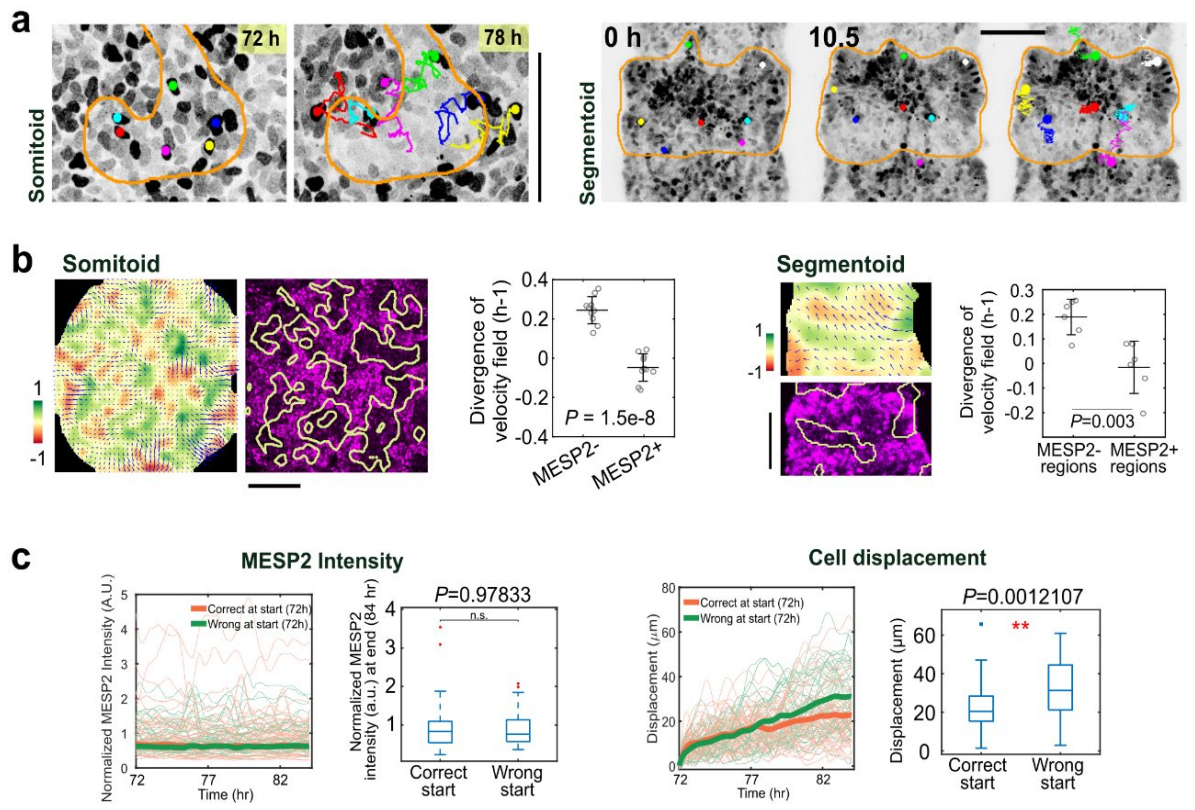 a
Somitoid
72 h
78 h
Segmentoid
0 h
10.5
b
Somitoid
1
-1
Divergence of
velocity field (h-1)
0.4
0.2
0
-0.2
-0.4
P = 1.5e-8
MESP2-
MESP2+
Segmentoid
1
-1
Divergence of
velocity field (h-1)
0.3
0.2
0.1
0
-0.1
-0.2
P=0.003
MESP2- MESP2+
regions regions
c
MESP2 Intensity
Normalized MESP2 Intensity (A.U.)
5
4
3
2
1
0
Correct at start (72h)
Wrong at start (72h)
72 77 82
Time (hr)
P=0.97833
n.s.
Normalized MESP2
intensity (a.u.) at end (84 hr)
4
3
2
1
Correct Wrong
start start
Cell displacement
Displacement (μm)
80
60
40
20
0
Correct at start (72h)
Wrong at start (72h)
72 77 82
Time (hr)
P=0.0012107
**
Displacement (μm)
60
40
20
0
Correct Wrong
start start